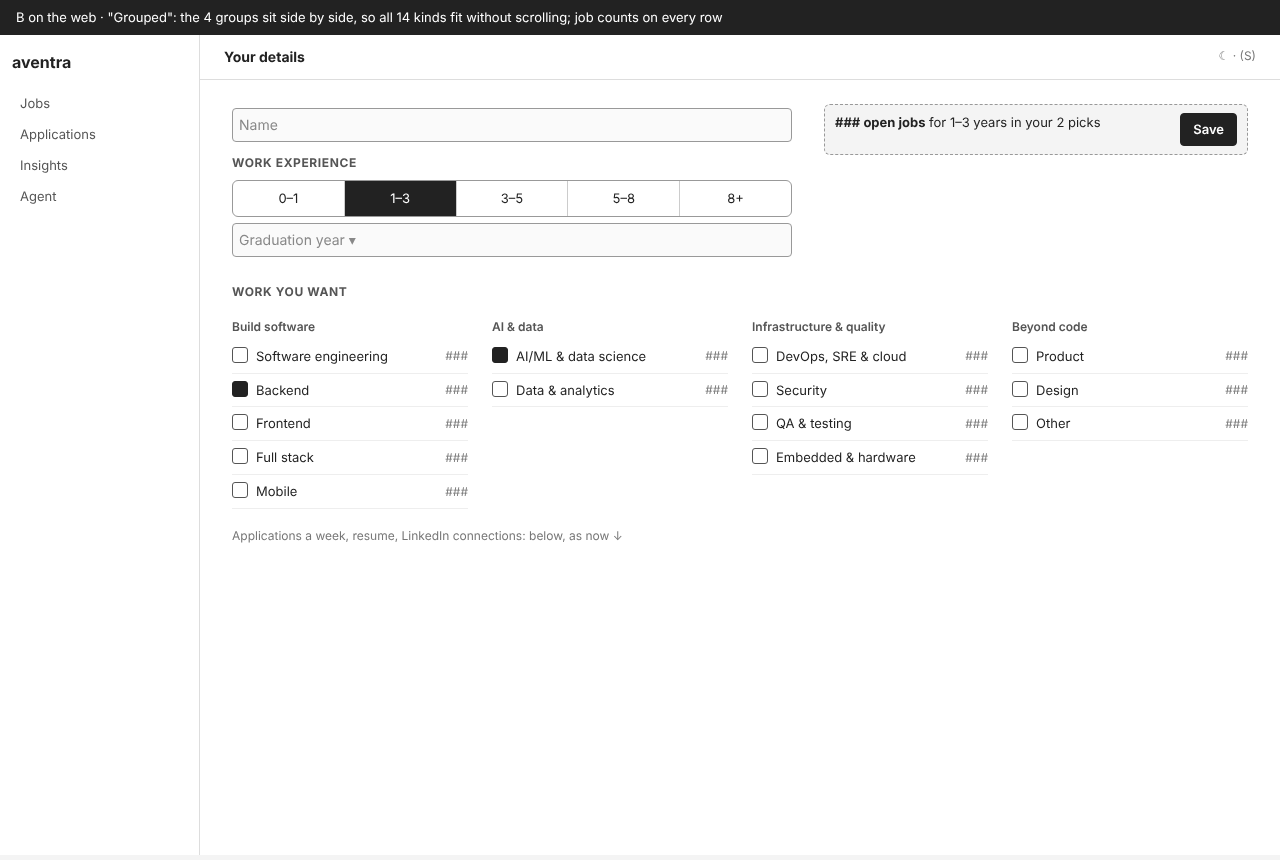 B on the web · "Grouped": the 4 groups sit side by side, so all 14 kinds fit without scrolling; job counts on every row
aventra
Jobs
Applications
Insights
Agent
Your details
☾ · (S)
Name
### open jobs for 1–3 years in your 2 picks
Save
WORK EXPERIENCE
0–1
1–3
3–5
5–8
8+
Graduation year ▾
WORK YOU WANT
Build software
Software engineering ###
Backend ###
Frontend ###
Full stack ###
Mobile ###
AI & data
AI/ML & data science ###
Data & analytics ###
Infrastructure & quality
DevOps, SRE & cloud ###
Security ###
QA & testing ###
Embedded & hardware ###
Beyond code
Product ###
Design ###
Other ###
Applications a week, resume, LinkedIn connections: below, as now ↓